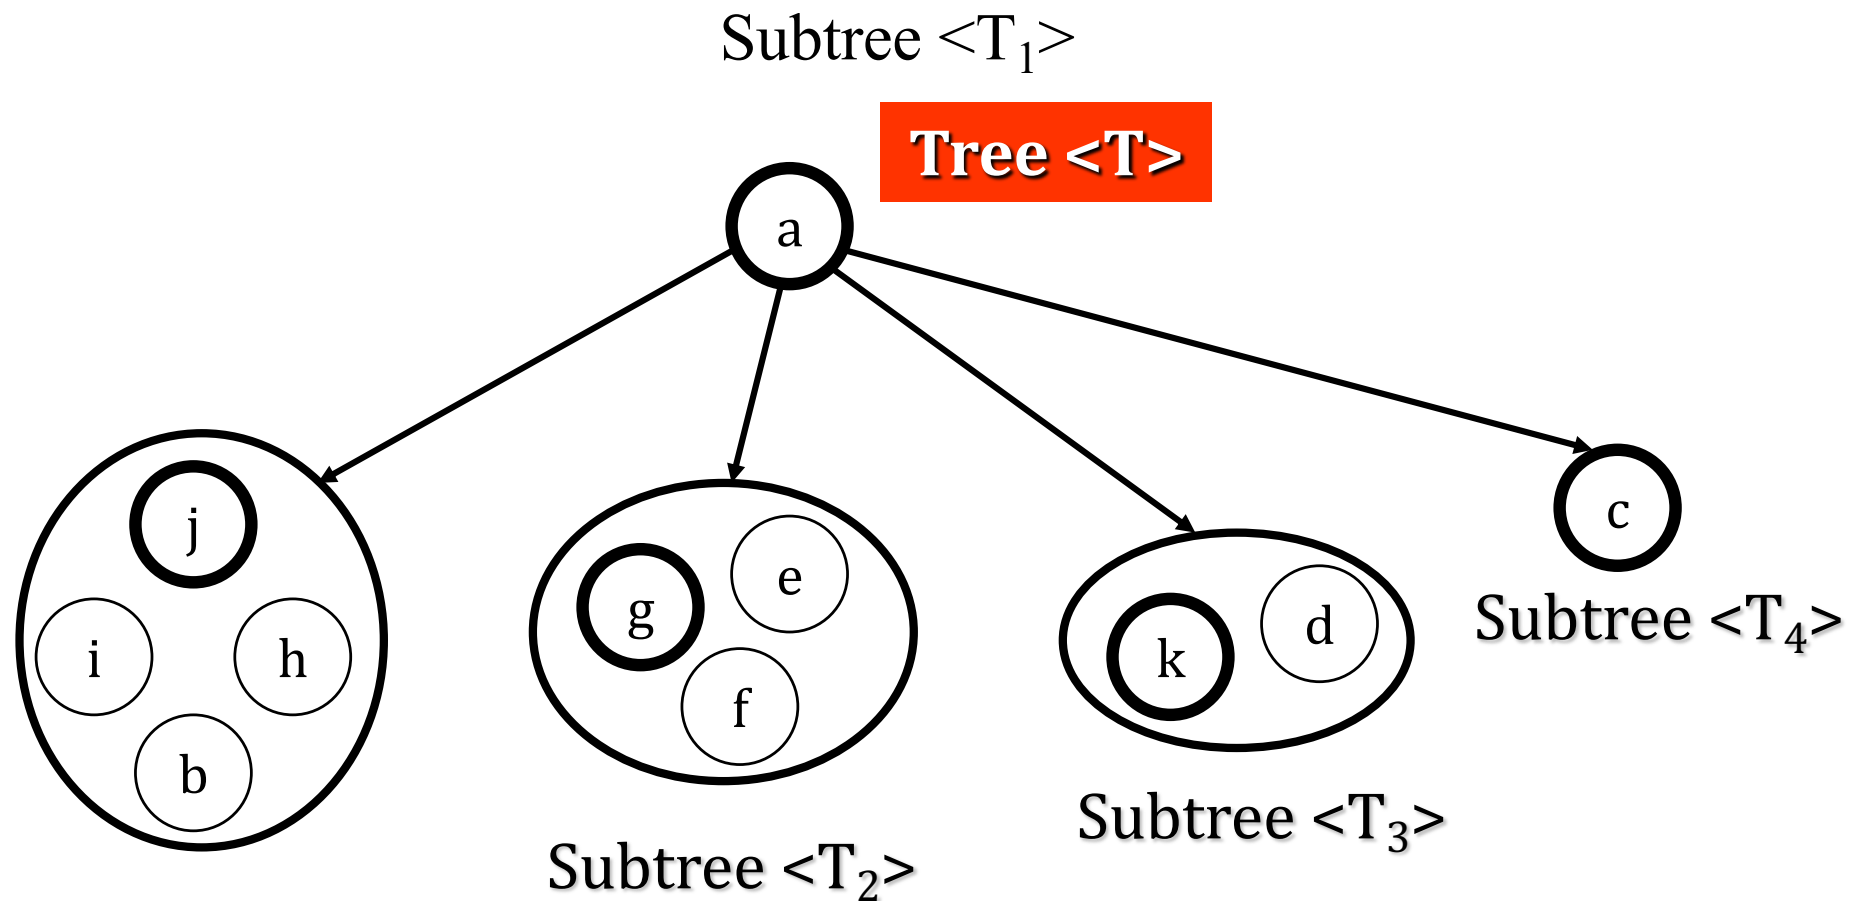 Subtree <T₁>
Tree <T>
a
j
i
h
b
g
e
f
k
d
c
Subtree <T₄>
Subtree <T₃>
Subtree <T₂>